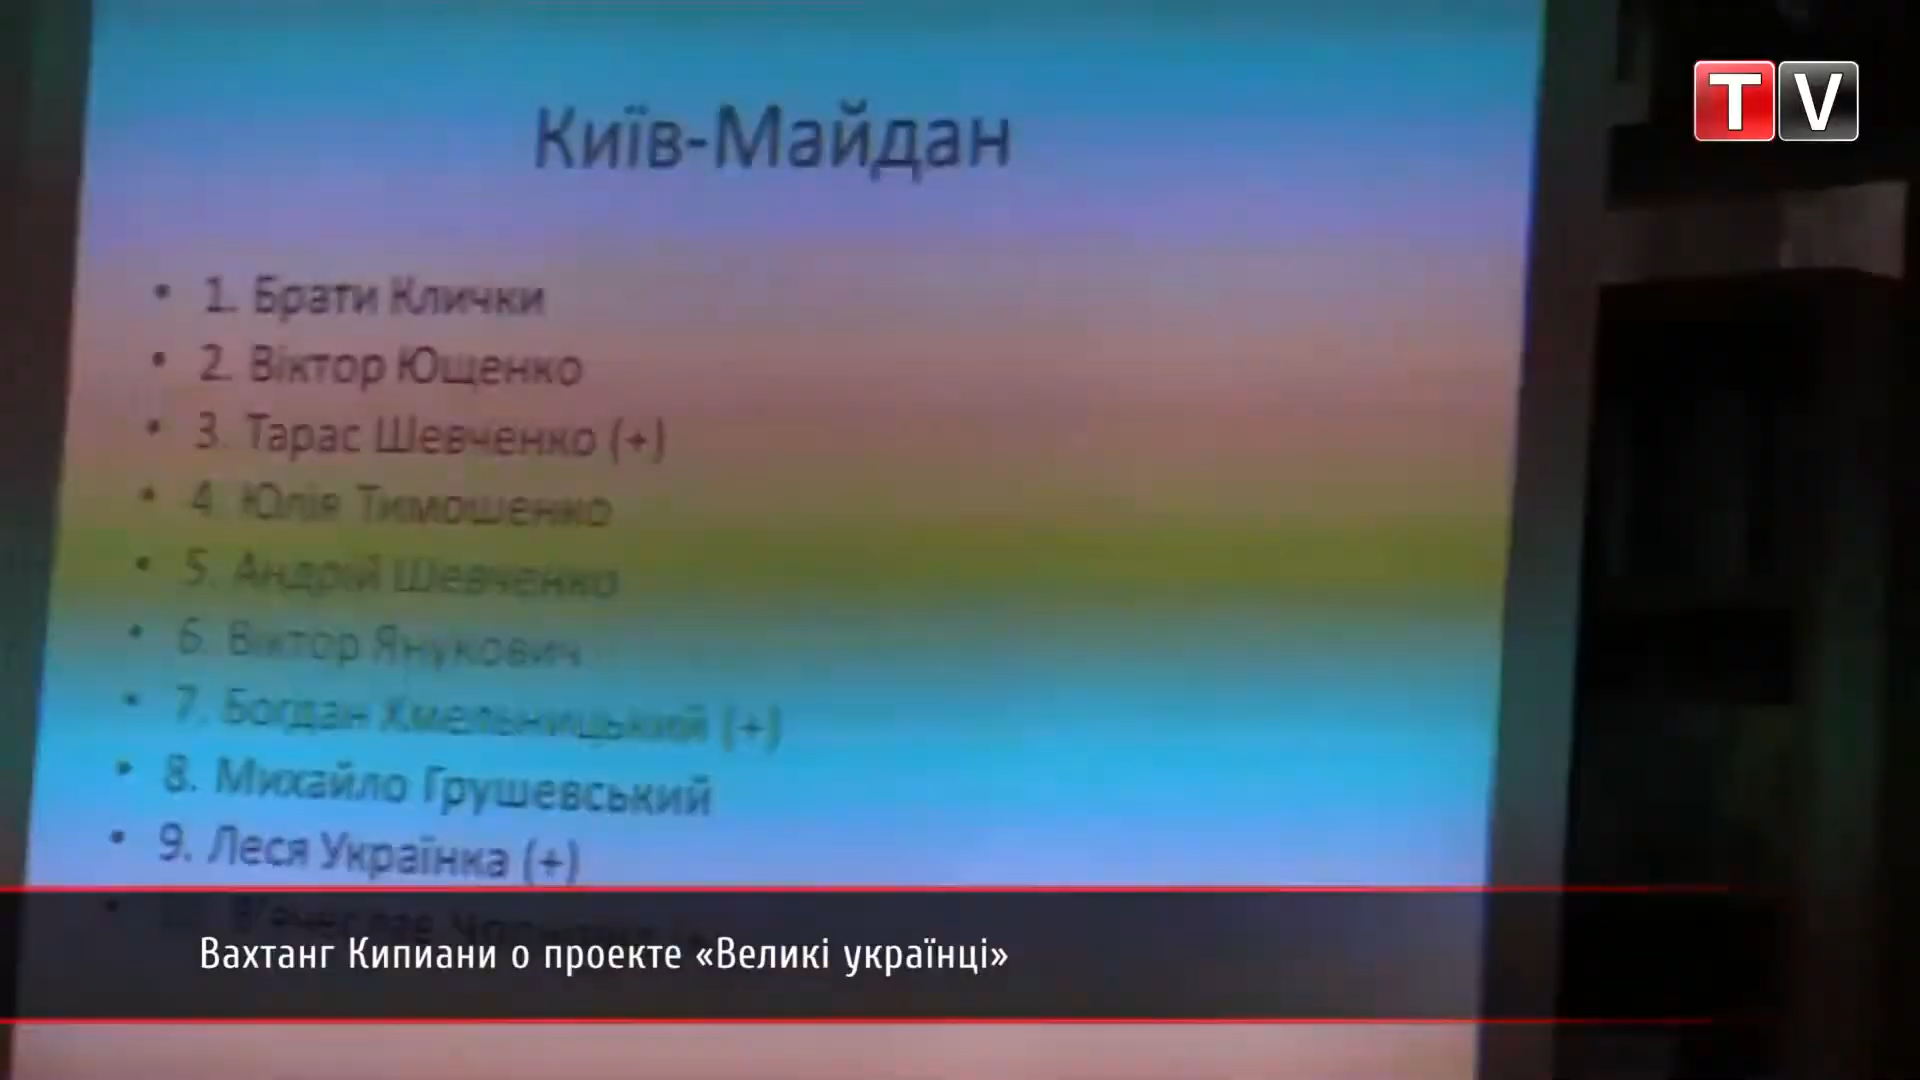 TV
Київ-Майдан
• 1. Брати Клички
• 2. Віктор Ющенко
• 3. Тарас Шевченко (+)
• 4. Юлія Тимошенко
• 5. Андрій Шевченко
• 6. Віктор Янукович
• 7. Богдан Хмельницький (+)
• 8. Михайло Грушевський
• 9. Леся Українка (+)
Вахтанг Кипиани о проекте «Великі українці»